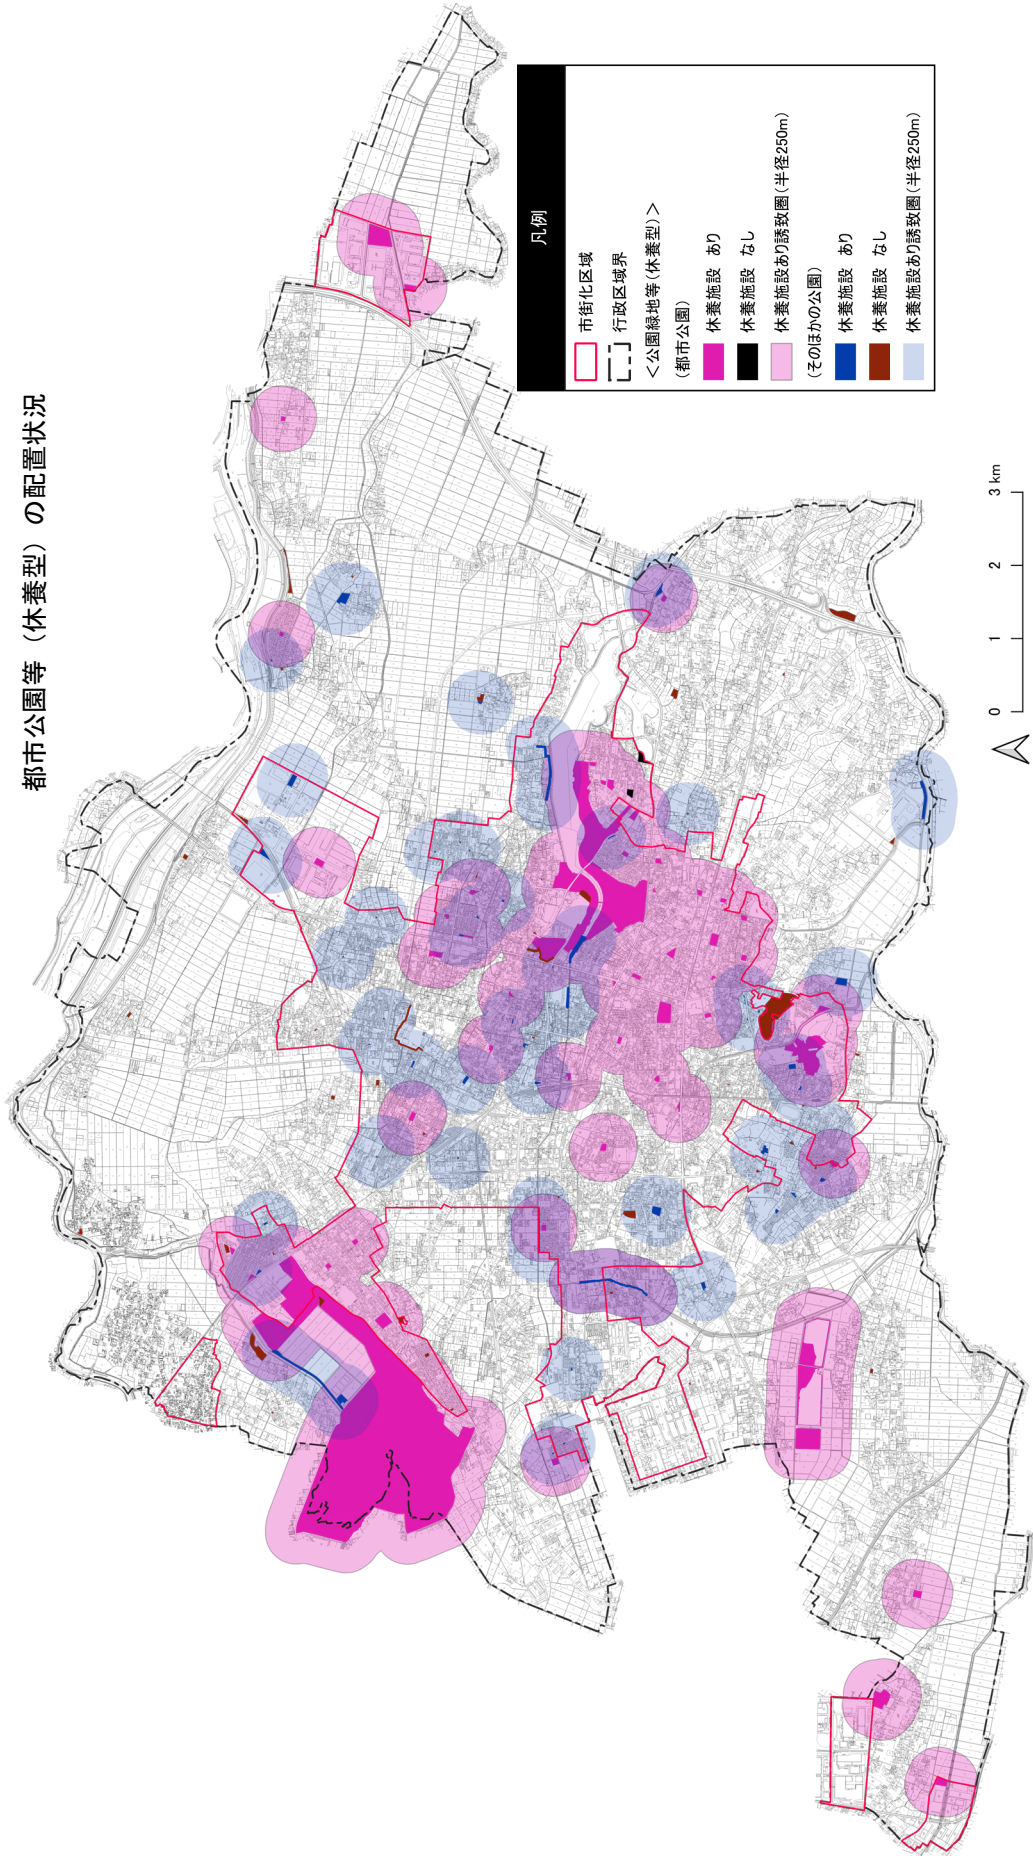 都市公園等（休養型）の配置状況
凡例
市街化区域
行政区域界
＜公園緑地等（休養型）＞
（都市公園）
休養施設 あり
休養施設 なし
休養施設あり誘致圏（半径250m）
（そのほかの公園）
休養施設 あり
休養施設 なし
休養施設あり誘致圏（半径250m）
0 1 2 3 km